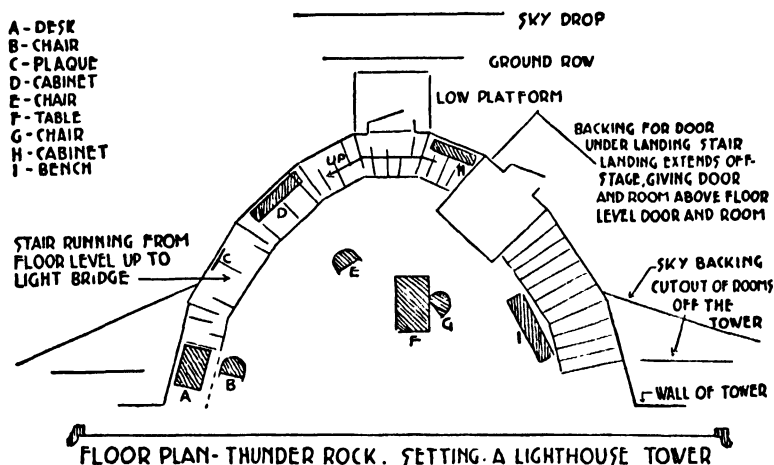 A - DESK
B - CHAIR
C - PLAQUE
D - CABINET
E - CHAIR
F - TABLE
G - CHAIR
H - CABINET
I - BENCH
SKY DROP
GROUND ROW
LOW PLATFORM
BACKING FOR DOOR
UNDER LANDING STAIR
LANDING EXTENDS OFF-
STAGE, GIVING DOOR
AND ROOM ABOVE FLOOR
LEVEL DOOR AND ROOM
UP
H
D
STAIR RUNNING FROM
FLOOR LEVEL UP TO
LIGHT BRIDGE
C
E
F
G
I
SKY BACKING
CUTOUT OF ROOMS
OFF THE
TOWER
A
B
WALL OF TOWER
FLOOR PLAN - THUNDER ROCK. SETTING. A LIGHTHOUSE TOWER